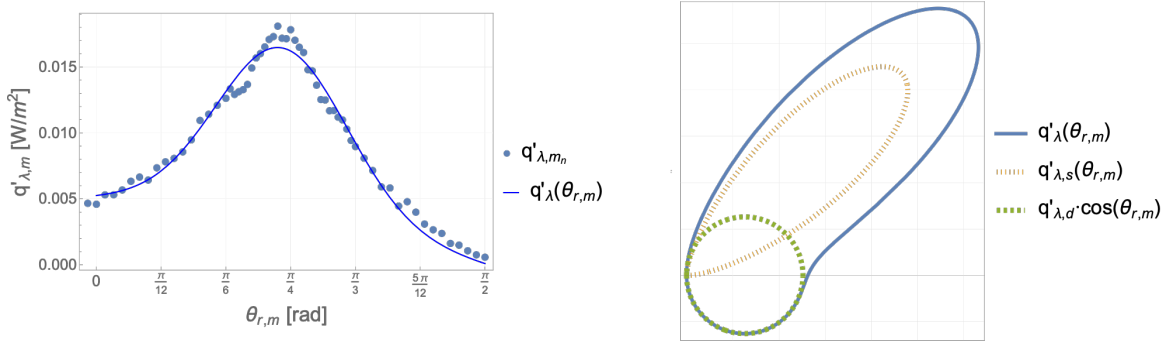 0.015
0.010
0.005
0.000
q'λ,m [W/m²]
0
π/12
π/6
π/4
π/3
5π/12
π/2
θr,m [rad]
q'λ,mn
q'λ(θr,m)
q'λ(θr,m)
q'λ,s(θr,m)
q'λ,d·cos(θr,m)